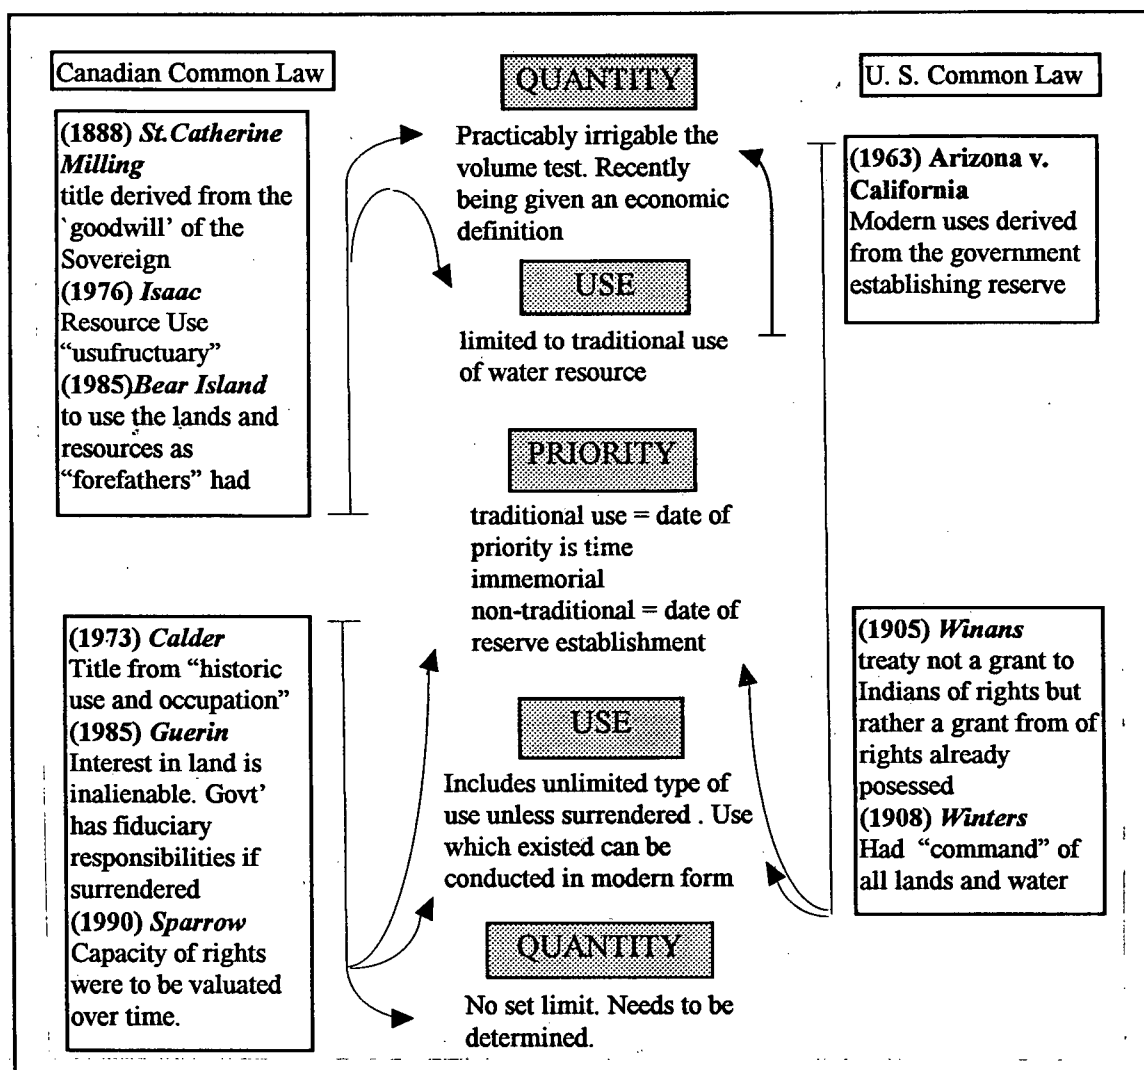 Canadian Common Law
(1888) St. Catherine
Milling
title derived from the
`goodwill' of the
Sovereign
(1976) Isaac
Resource Use
“usufructuary”
(1985)Bear Island
to use the lands and
resources as
“forefathers” had
(1973) Calder
Title from “historic
use and occupation”
(1985) Guerin
Interest in land is
inalienable. Govt'
has fiduciary
responsibilities if
surrendered
(1990) Sparrow
Capacity of rights
were to be valuated
over time.
QUANTITY
Practicably irrigable the
volume test. Recently
being given an economic
definition
USE
limited to traditional use
of water resource
PRIORITY
traditional use = date of
priority is time
immemorial
non-traditional = date of
reserve establishment
USE
Includes unlimited type of
use unless surrendered . Use
which existed can be
conducted in modern form
QUANTITY
No set limit. Needs to be
determined.
U. S. Common Law
(1963) Arizona v.
California
Modern uses derived
from the government
establishing reserve
(1905) Winans
treaty not a grant to
Indians of rights but
rather a grant from of
rights already
posessed
(1908) Winters
Had “command” of
all lands and water